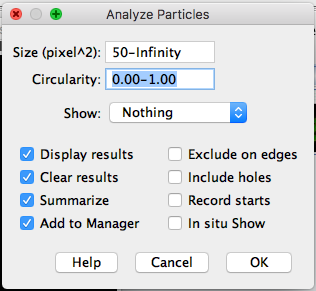 Analyze Particles
Size (pixel^2): 50-Infinity
Circularity: 0.00-1.00
Show: Nothing
Display results Exclude on edges
Clear results Include holes
Summarize Record starts
Add to Manager In situ Show
Help Cancel OK